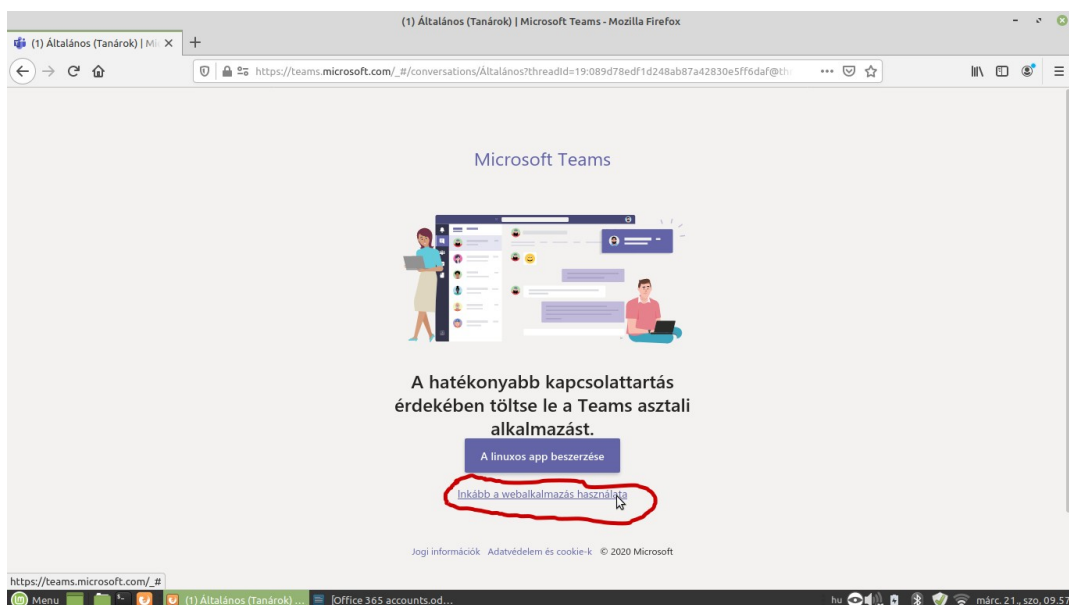 (1) Általános (Tanárok) | Microsoft Teams - Mozilla Firefox
(1) Általános (Tanárok) | Mi
https://teams.microsoft.com/_#/conversations/Általános?threadId=19:089d78edf1d248ab87a42830e5ff6daf@th
Microsoft Teams
A hatékonyabb kapcsolattartás
érdekében töltse le a Teams asztali
alkalmazást.
A linuxos app beszerzése
Inkább a webalkalmazás használata
Jogi információk Adatvédelem és cookie-k © 2020 Microsoft
https://teams.microsoft.com/_#
Menu (1) Általános (Tanárok) ... [Office 365 accounts.od... hu márc. 21., szo, 09.57